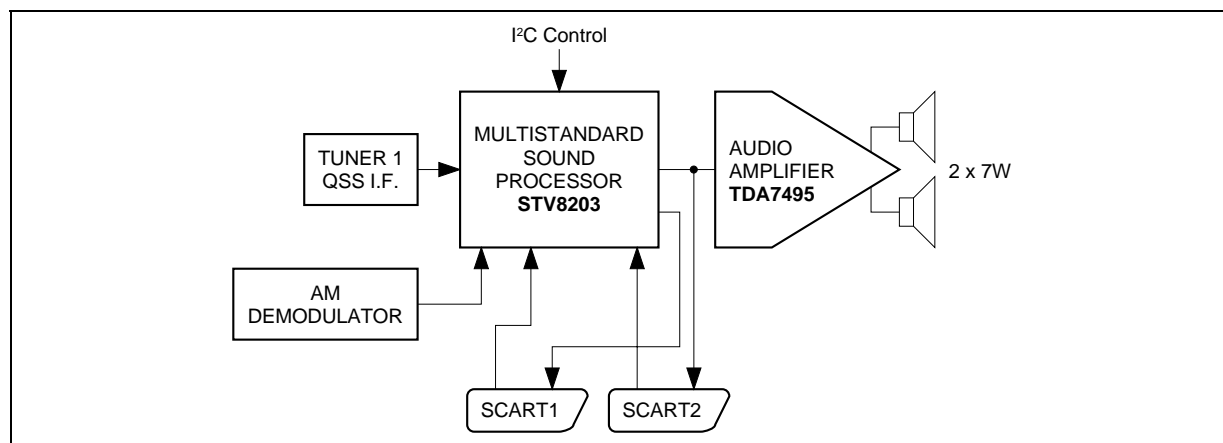 I²C Control
TUNER 1
QSS I.F.
MULTISTANDARD
SOUND
PROCESSOR
STV8203
AUDIO
AMPLIFIER
TDA7495
2 x 7W
AM
DEMODULATOR
SCART1
SCART2